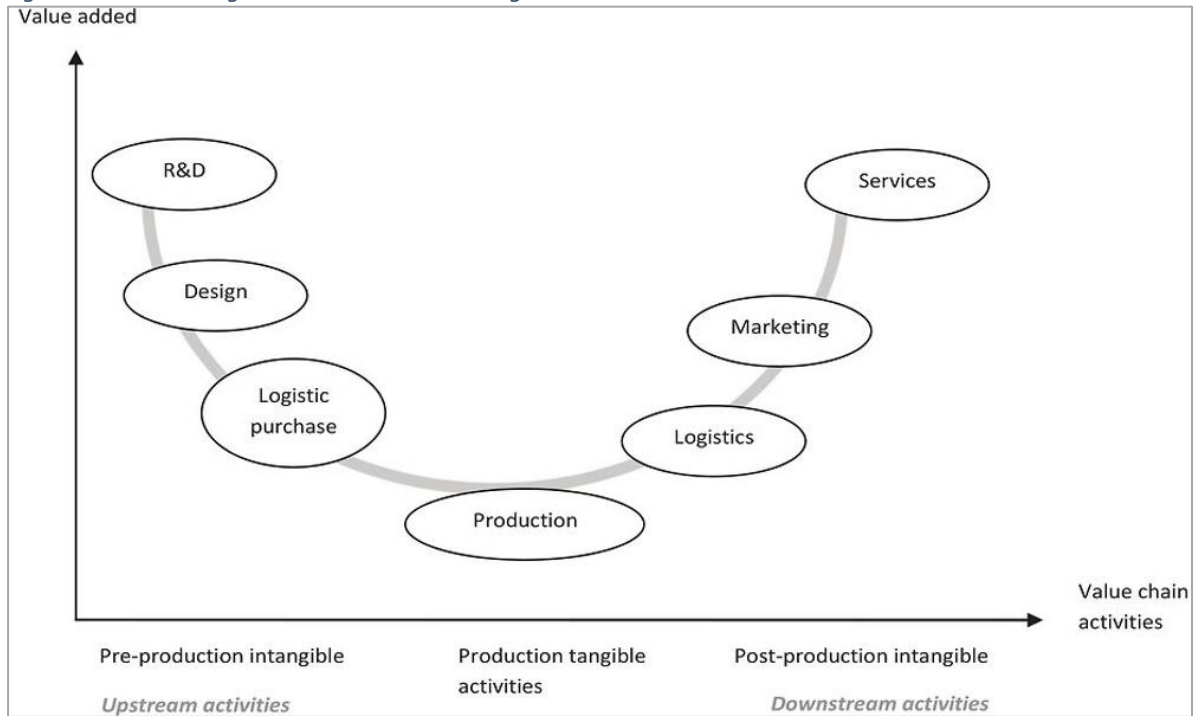 Value added
R&D
Services
Design
Marketing
Logistic
purchase
Logistics
Production
Value chain
activities
Pre-production intangible
Production tangible
activities
Post-production intangible
Upstream activities
Downstream activities